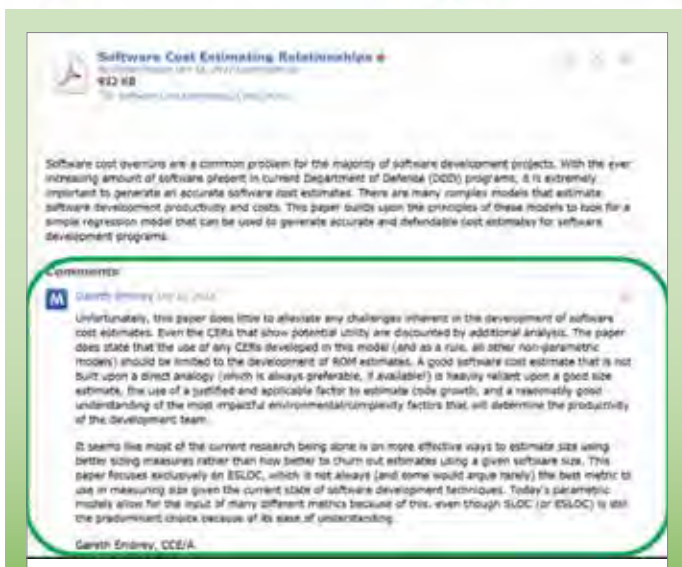 Software Cost Estimating Relationships
932 KB
Software cost overruns are a common problem for the majority of software development projects. With the ever
increasing amount of software present in current Department of Defense (DOD) programs, it is extremely
important to generate an accurate software cost estimates. There are many complex models that estimate
software development productivity and costs. This paper builds upon the principles of these models to look for a
simple regression model that can be used to generate accurate and defendable cost estimates for software
development programs.
Comments
M
Unfortunately, this paper does little to alleviate any challenges inherent in the development of software
cost estimates. Even the CERs that show potential utility are discounted by additional analysis. The paper
does state that the use of any CERs developed in this model (and as a rule, all other non-parametric
models) should be limited to the development of ROM estimates. A good software cost estimate that is not
built upon a direct analogy (which is always preferable, if available!) is heavily reliant upon a good size
estimate, the use of a justified and applicable factor to estimate code growth, and a reasonably good
understanding of the most impactful environmental/complexity factors that will determine the productivity
of the development team.
It seems like most of the current research being done is on more effective ways to estimate size using
better sizing measures rather than how better to churn out estimates using a given software size. This
paper focuses exclusively on ESLOC, which is not always (and some would argue rarely) the best metric to
use in measuring size given the current state of software development techniques. Today's parametric
models allow for the input of many different metrics because of this, even though SLOC (or ESLOC) is still
the predominant choice because of its ease of understanding.
Gareth CCE/A